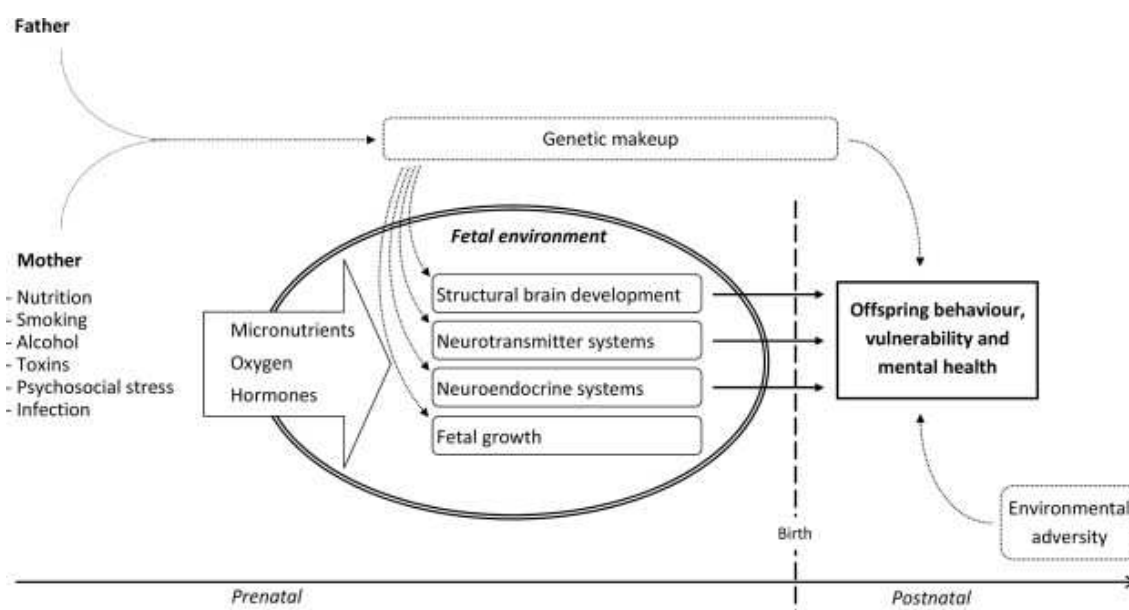 Father
Genetic makeup
Fetal environment
Mother
- Nutrition
- Smoking
- Alcohol
- Toxins
- Psychosocial stress
- Infection
Micronutrients
Oxygen
Hormones
Structural brain development
Neurotransmitter systems
Neuroendocrine systems
Fetal growth
Offspring behaviour,
vulnerability and
mental health
Environmental
adversity
Birth
Prenatal
Postnatal